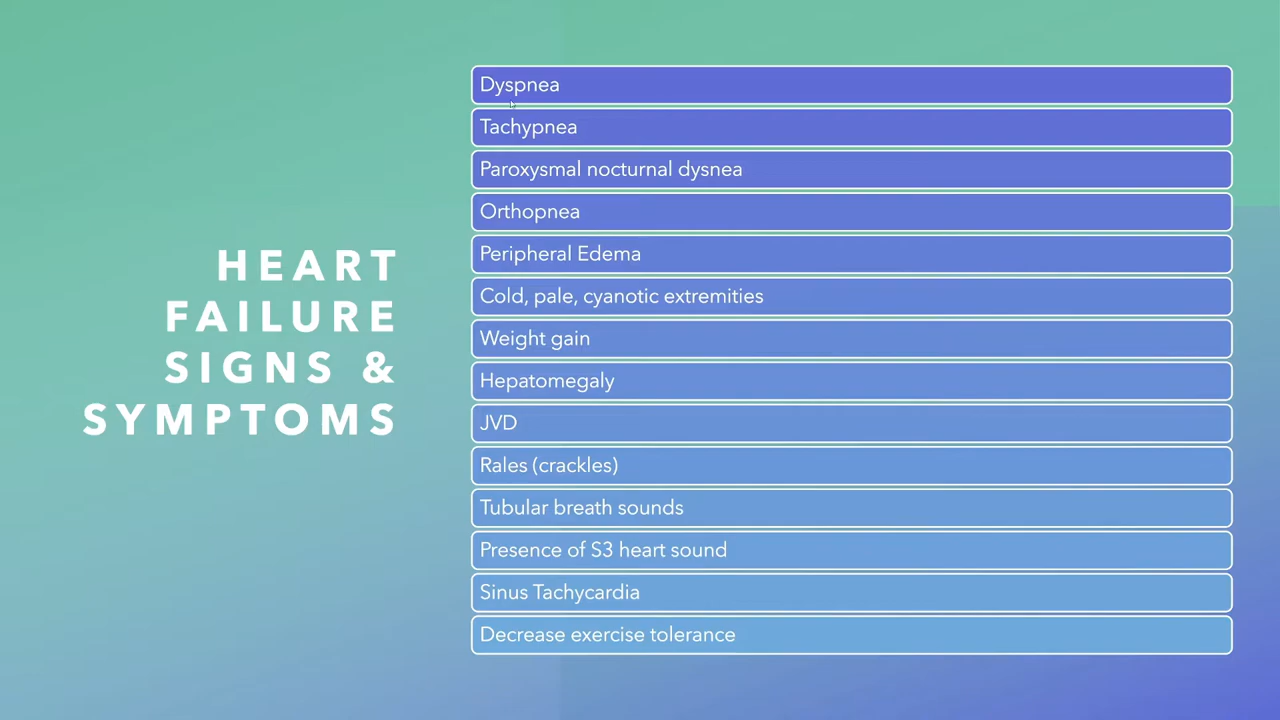 HEART
FAILURE
SIGNS &
SYMPTOMS
Dyspnea
Tachypnea
Paroxysmal nocturnal dysnea
Orthopnea
Peripheral Edema
Cold, pale, cyanotic extremities
Weight gain
Hepatomegaly
JVD
Rales (crackles)
Tubular breath sounds
Presence of S3 heart sound
Sinus Tachycardia
Decrease exercise tolerance